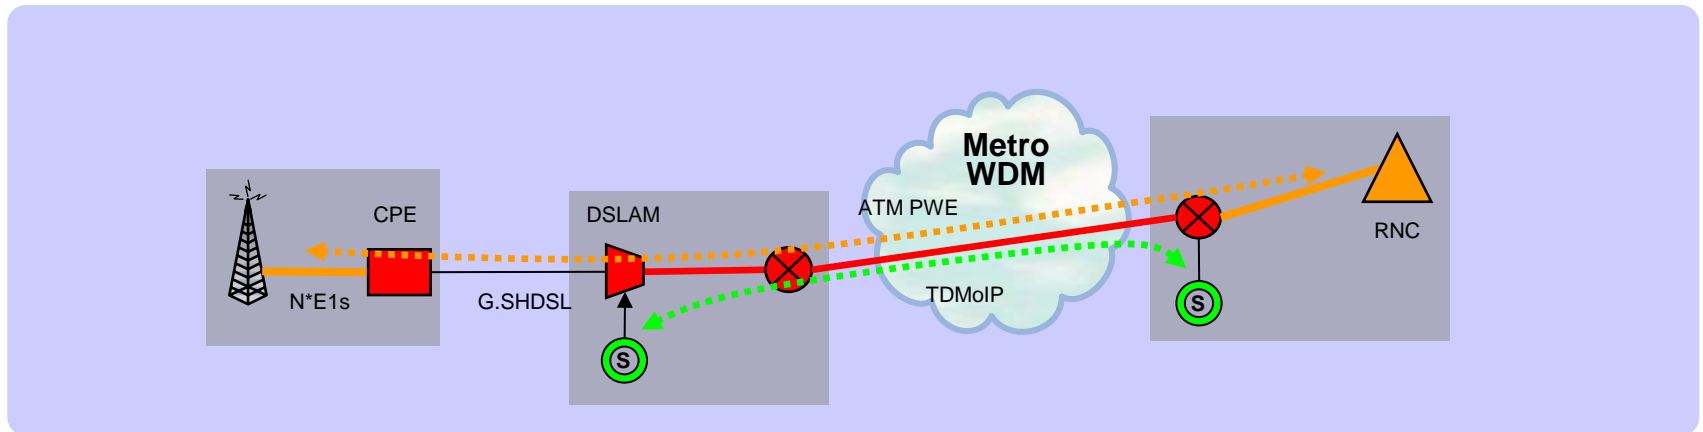 Metro
WDM
CPE
DSLAM
ATM PWE
RNC
N*E1s
G.SHDSL
TDMoIP
S
S